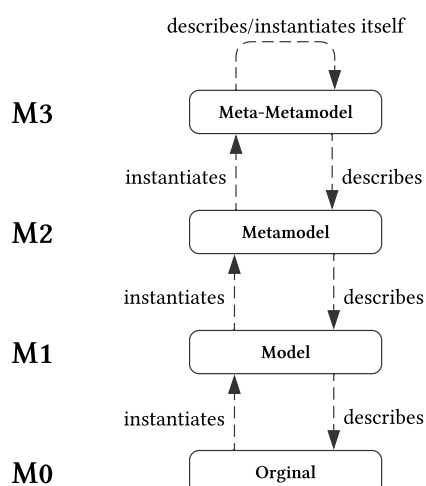 describes/instantiates itself
M3
Meta-Metamodel
instantiates
describes
M2
Metamodel
instantiates
describes
M1
Model
instantiates
describes
M0
Orginal